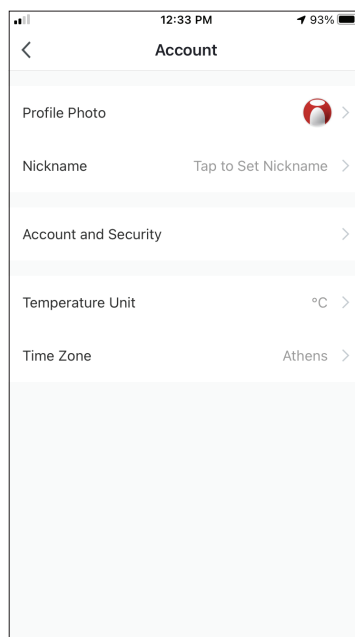 12:33 PM 93%
Account
Profile Photo
Nickname Tap to Set Nickname
Account and Security
Temperature Unit °C
Time Zone Athens